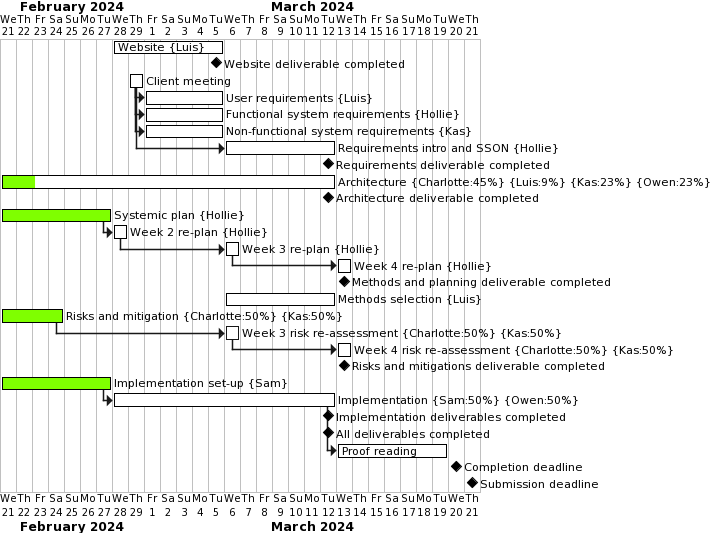 February 2024 March 2024
We Th Fr Sa Su Mo Tu We Th Fr Sa Su Mo Tu We Th Fr Sa Su Mo Tu We Th Fr Sa Su Mo Tu We Th
21 22 23 24 25 26 27 28 29 1 2 3 4 5 6 7 8 9 10 11 12 13 14 15 16 17 18 19 20 21
Website {Luis}
Website deliverable completed
Client meeting
User requirements {Luis}
Functional system requirements {Hollie}
Non-functional system requirements {Kas}
Requirements intro and SSON {Hollie}
Requirements deliverable completed
Architecture {Charlotte:45%} {Luis:9%} {Kas:23%} {Owen:23%}
Architecture deliverable completed
Systemic plan {Hollie}
Week 2 re-plan {Hollie}
Week 3 re-plan {Hollie}
Week 4 re-plan {Hollie}
Methods and planning deliverable completed
Methods selection {Luis}
Risks and mitigation {Charlotte:50%} {Kas:50%}
Week 3 risk re-assessment {Charlotte:50%} {Kas:50%}
Week 4 risk re-assessment {Charlotte:50%} {Kas:50%}
Risks and mitigations deliverable completed
Implementation set-up {Sam}
Implementation {Sam:50%} {Owen:50%}
Implementation deliverables completed
All deliverables completed
Proof reading
Completion deadline
Submission deadline
We Th Fr Sa Su Mo Tu We Th Fr Sa Su Mo Tu We Th Fr Sa Su Mo Tu We Th Fr Sa Su Mo Tu We Th
21 22 23 24 25 26 27 28 29 1 2 3 4 5 6 7 8 9 10 11 12 13 14 15 16 17 18 19 20 21
February 2024 March 2024